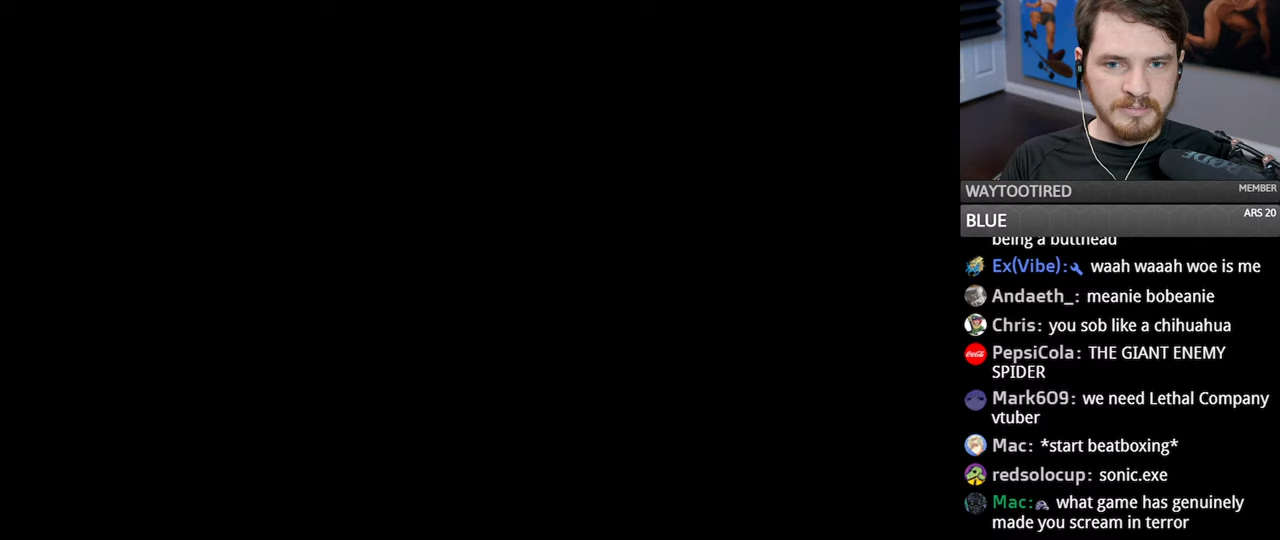 RODE
WAYTOOTIRED
MEMBER
BLUE
ARS 20
being a butthead
Ex(Vibe): waah waaah woe is me
Andaeth_: meanie bobeanie
Chris: you sob like a chihuahua
PepsiCola: THE GIANT ENEMY
SPIDER
Mark609: we need Lethal Company
vtuber
Mac: *start beatboxing*
redsolocup: sonic.exe
Mac: what game has genuinely
made you scream in terror